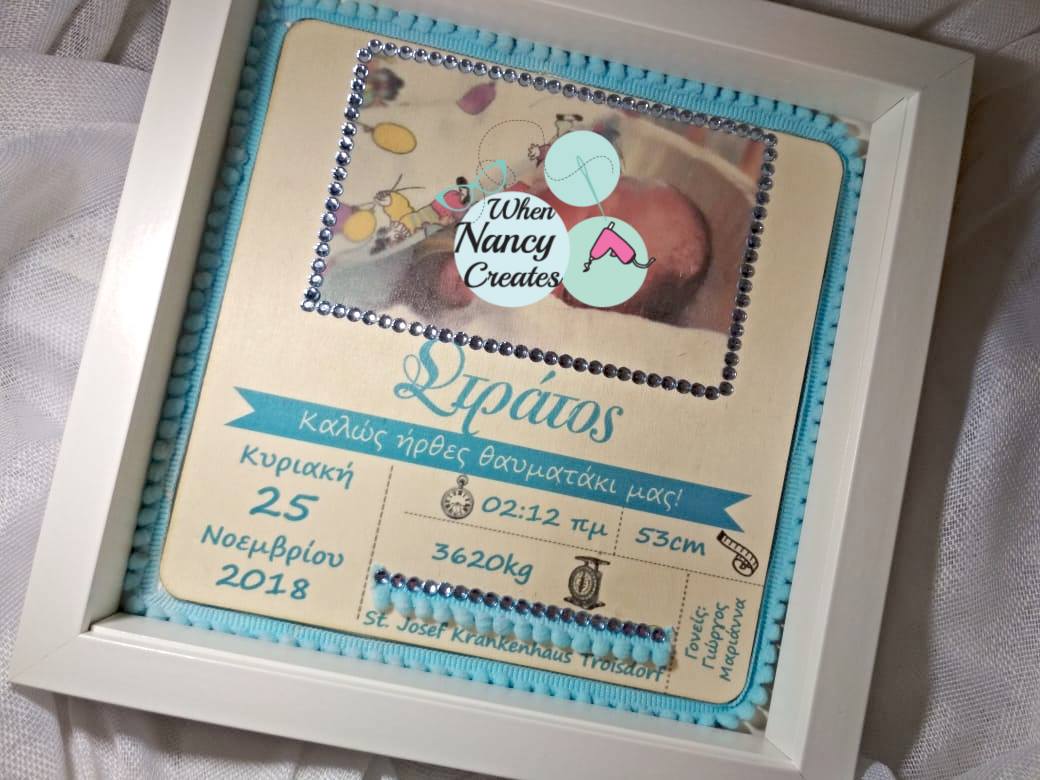 When
Nancy
Creates
Στράτος
Καλώς ήρθες θαυματάκι μας!
Κυριακή
25
Νοεμβρίου
2018
02:12 πμ
53cm
3620kg
St. Josef Krankenhaus Troisdorf
Γονείς:
Γιώργος
Μαριάννα